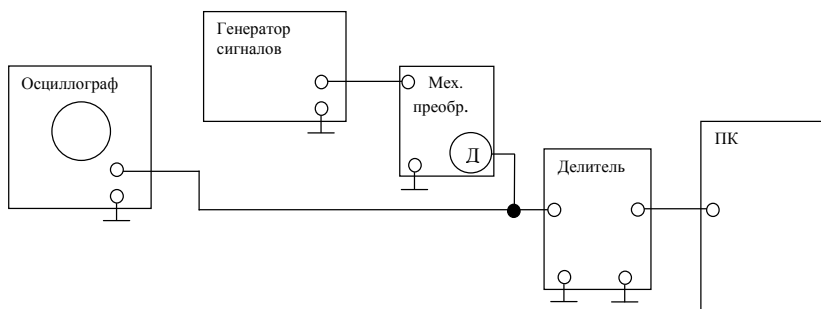 Генератор
сигналов
Осциллограф
Мех.
преобр.
Д
Делитель
ПК